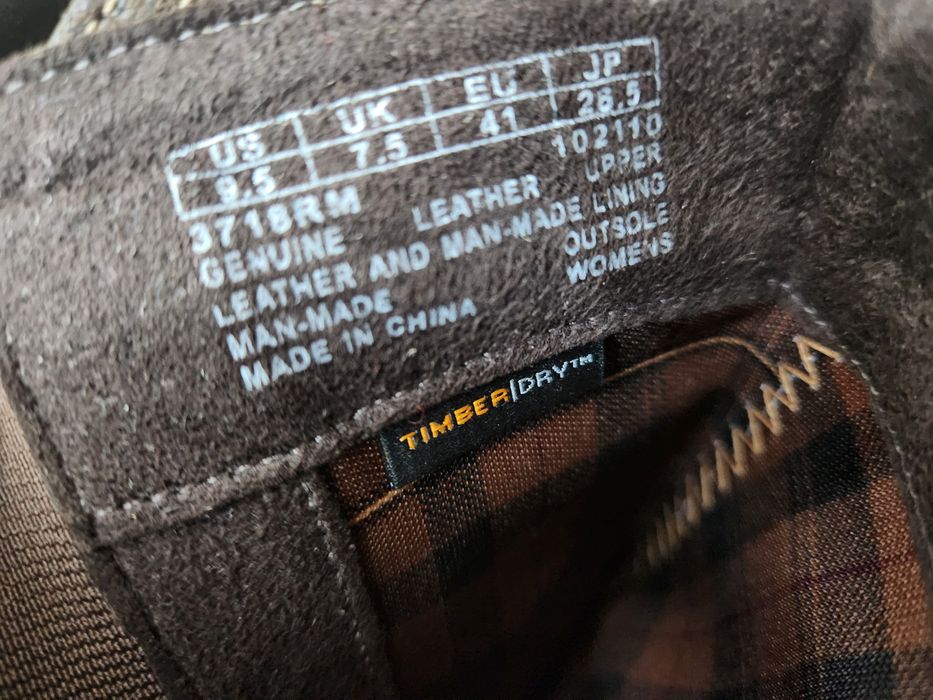 US UK EU JP
9.5 7.5 41 26.5
3718RM 102110
GENUINE LEATHER UPPER
LEATHER AND MAN-MADE LINING
MAN-MADE OUTSOLE
MADE IN CHINA WOMENS
TIMBER|DRY™